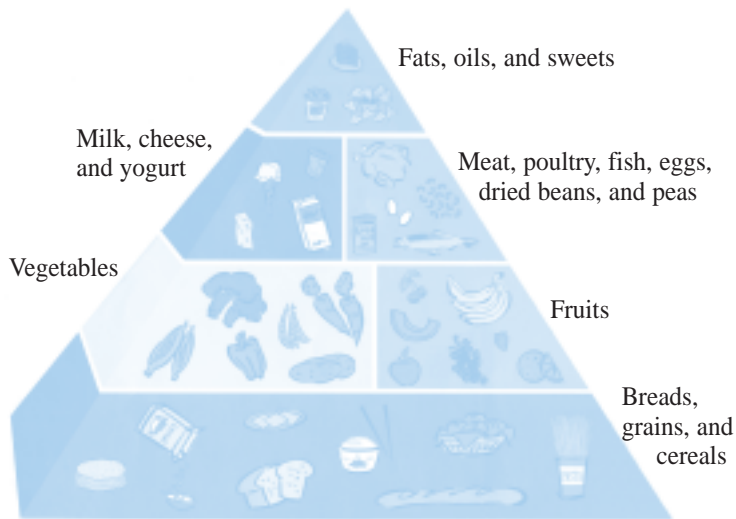 Fats, oils, and sweets
Milk, cheese,
and yogurt
Meat, poultry, fish, eggs,
dried beans, and peas
Vegetables
Fruits
Breads,
grains, and
cereals